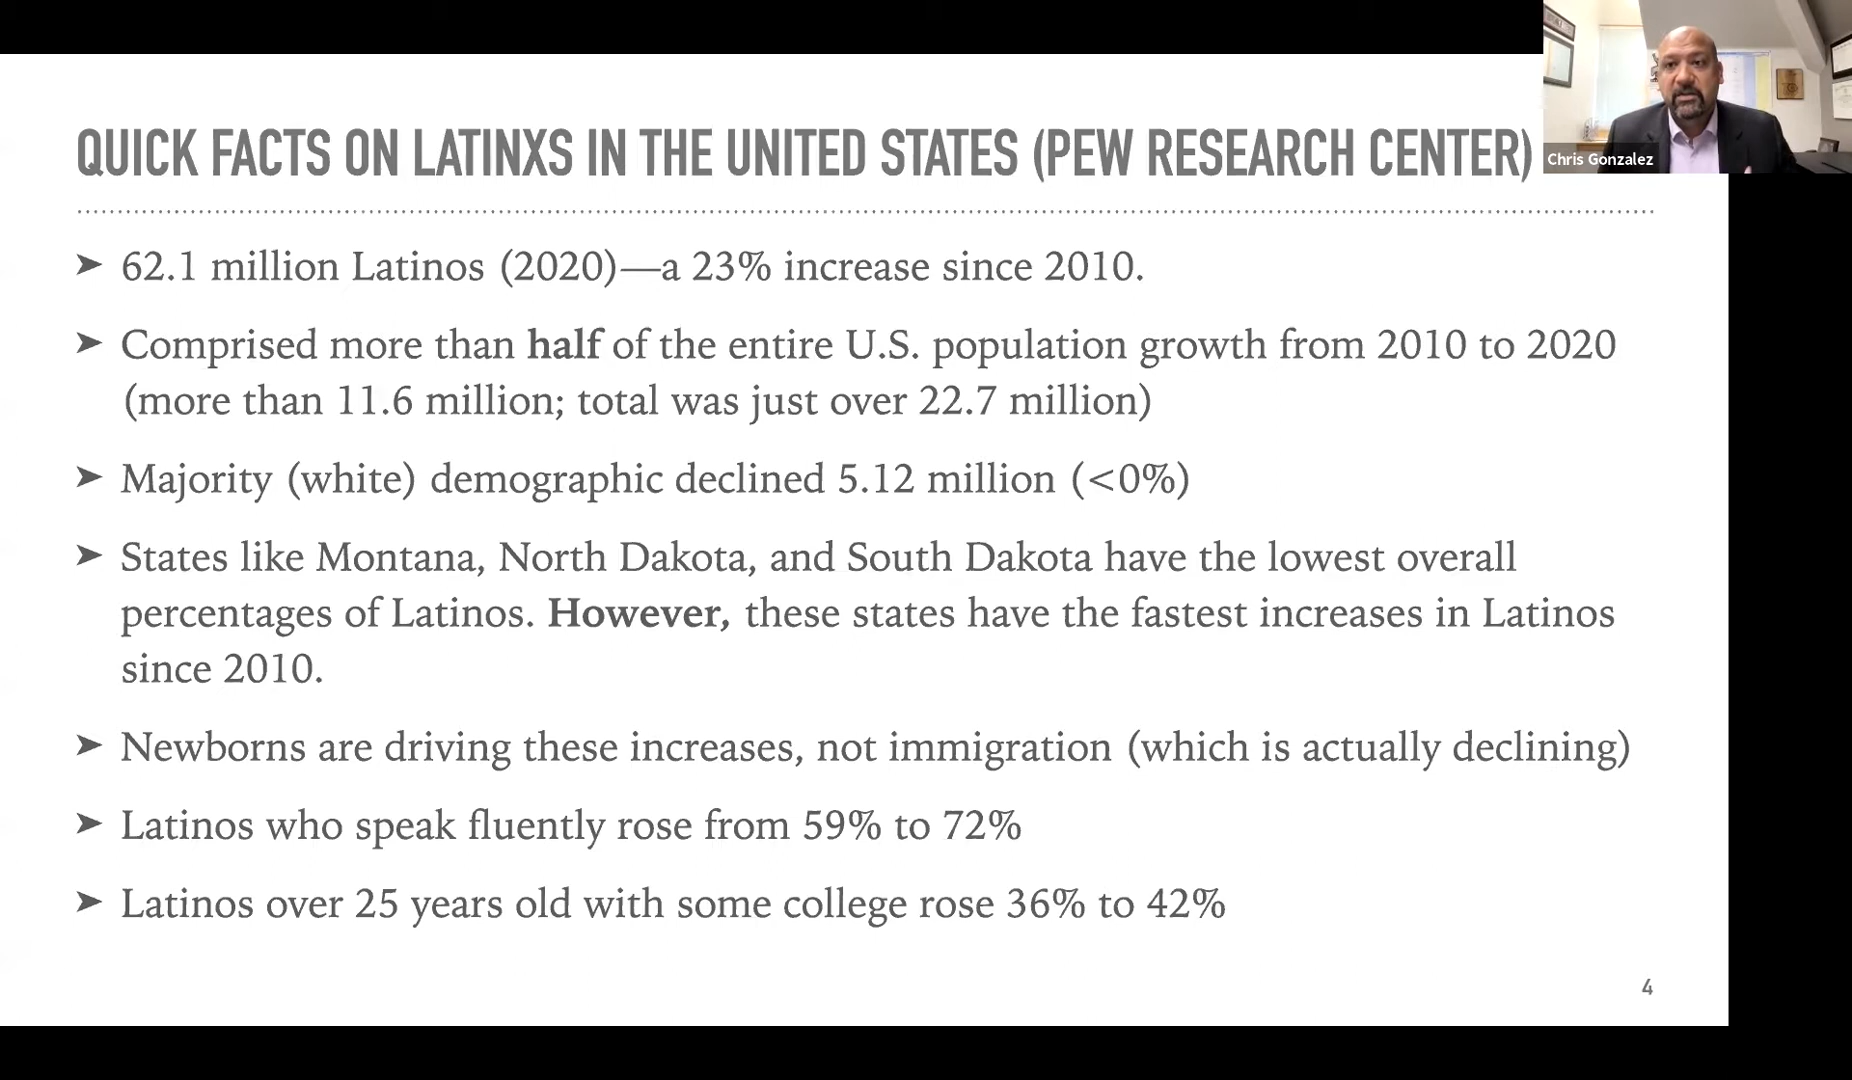 QUICK FACTS ON LATINXS IN THE UNITED STATES (PEW RESEARCH CENTER)
Chris Gonzalez
➤ 62.1 million Latinos (2020)—a 23% increase since 2010.
➤ Comprised more than half of the entire U.S. population growth from 2010 to 2020
(more than 11.6 million; total was just over 22.7 million)
➤ Majority (white) demographic declined 5.12 million (<0%)
➤ States like Montana, North Dakota, and South Dakota have the lowest overall
percentages of Latinos. However, these states have the fastest increases in Latinos
since 2010.
➤ Newborns are driving these increases, not immigration (which is actually declining)
➤ Latinos who speak fluently rose from 59% to 72%
➤ Latinos over 25 years old with some college rose 36% to 42%
4